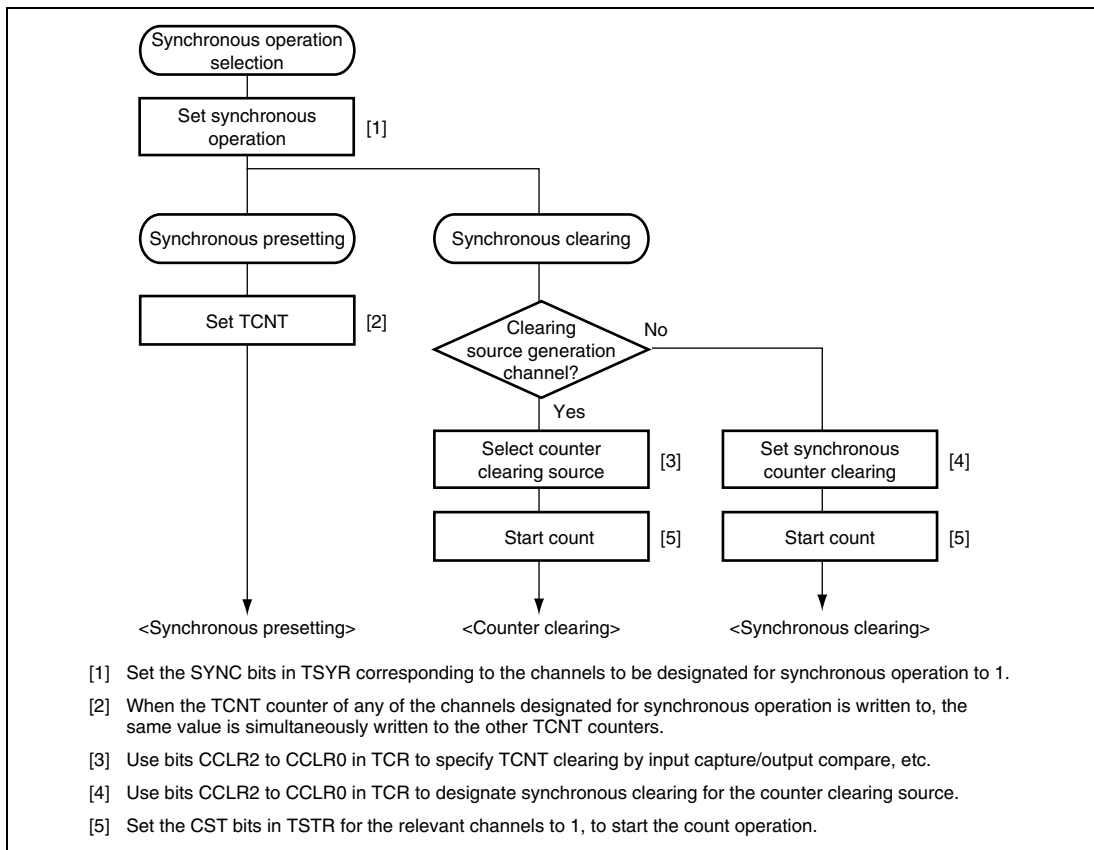 Synchronous operation
selection
Set synchronous
operation
[1]
Synchronous presetting
Synchronous clearing
Set TCNT
[2]
Clearing
source generation
channel?
No
Yes
Select counter
clearing source
[3]
Set synchronous
counter clearing
[4]
Start count
[5]
Start count
[5]
<Synchronous presetting>
<Counter clearing>
<Synchronous clearing>
[1] Set the SYNC bits in TSYR corresponding to the channels to be designated for synchronous operation to 1.
[2] When the TCNT counter of any of the channels designated for synchronous operation is written to, the
same value is simultaneously written to the other TCNT counters.
[3] Use bits CCLR2 to CCLR0 in TCR to specify TCNT clearing by input capture/output compare, etc.
[4] Use bits CCLR2 to CCLR0 in TCR to designate synchronous clearing for the counter clearing source.
[5] Set the CST bits in TSTR for the relevant channels to 1, to start the count operation.